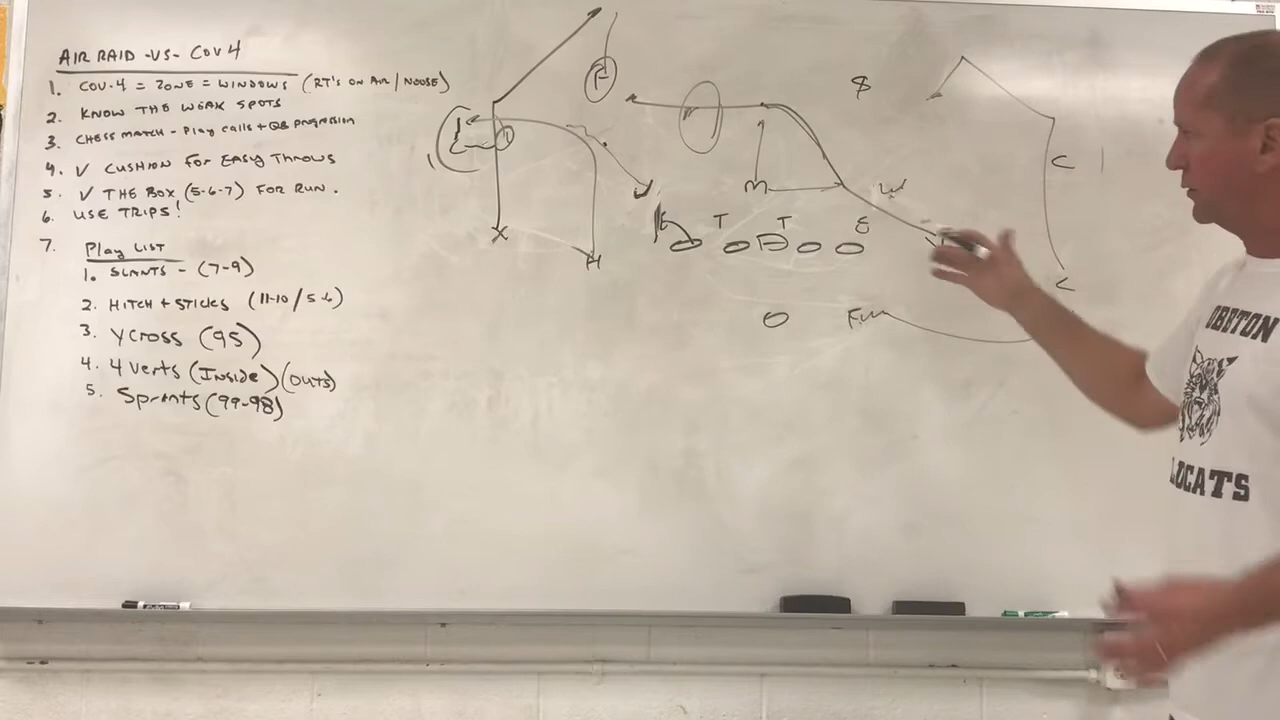 AIR RAID -VS- COV 4
1. COV-4 = ZONE = WINDOWS (RT'S ON AIR/NOOSE)
2. KNOW THE WEAK SPOTS
3. CHESS MATCH - Play calls + QB progression
4. ✓ CUSHION FOR EASY THROWS
5. ✓ THE BOX (5-6-7) FOR RUN.
6. USE TRIPS!
7. Play LIST
1. SLANTS - (7-9)
2. HITCH + STICKS (11-10/5-6)
3. YCROSS (95)
4. 4 Verts (INSIDE) (OUTS)
5. Sprints (99-98)
F
$
C
M
W
X
H
T T E
C
F
OBETON
WILDCATS